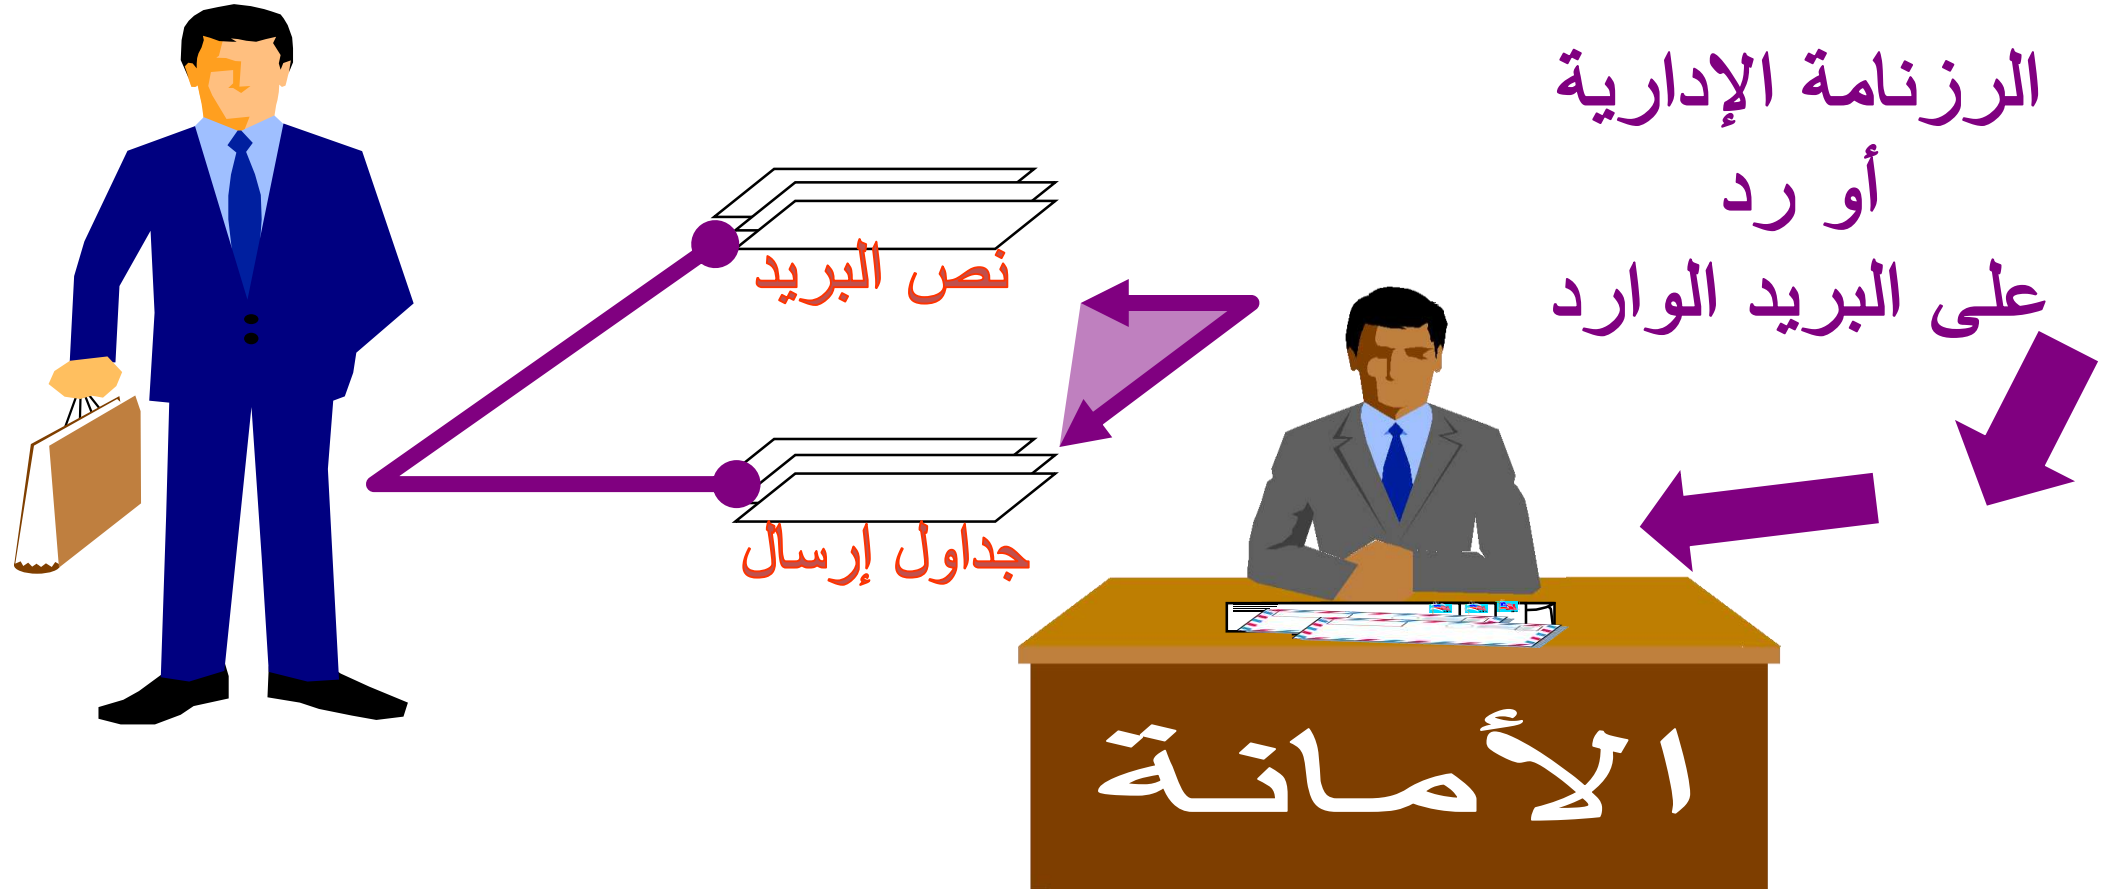 الرزنامة الإدارية
أو رد
على البريد الوارد
نص البريد
جداول إرسال
الأمانة